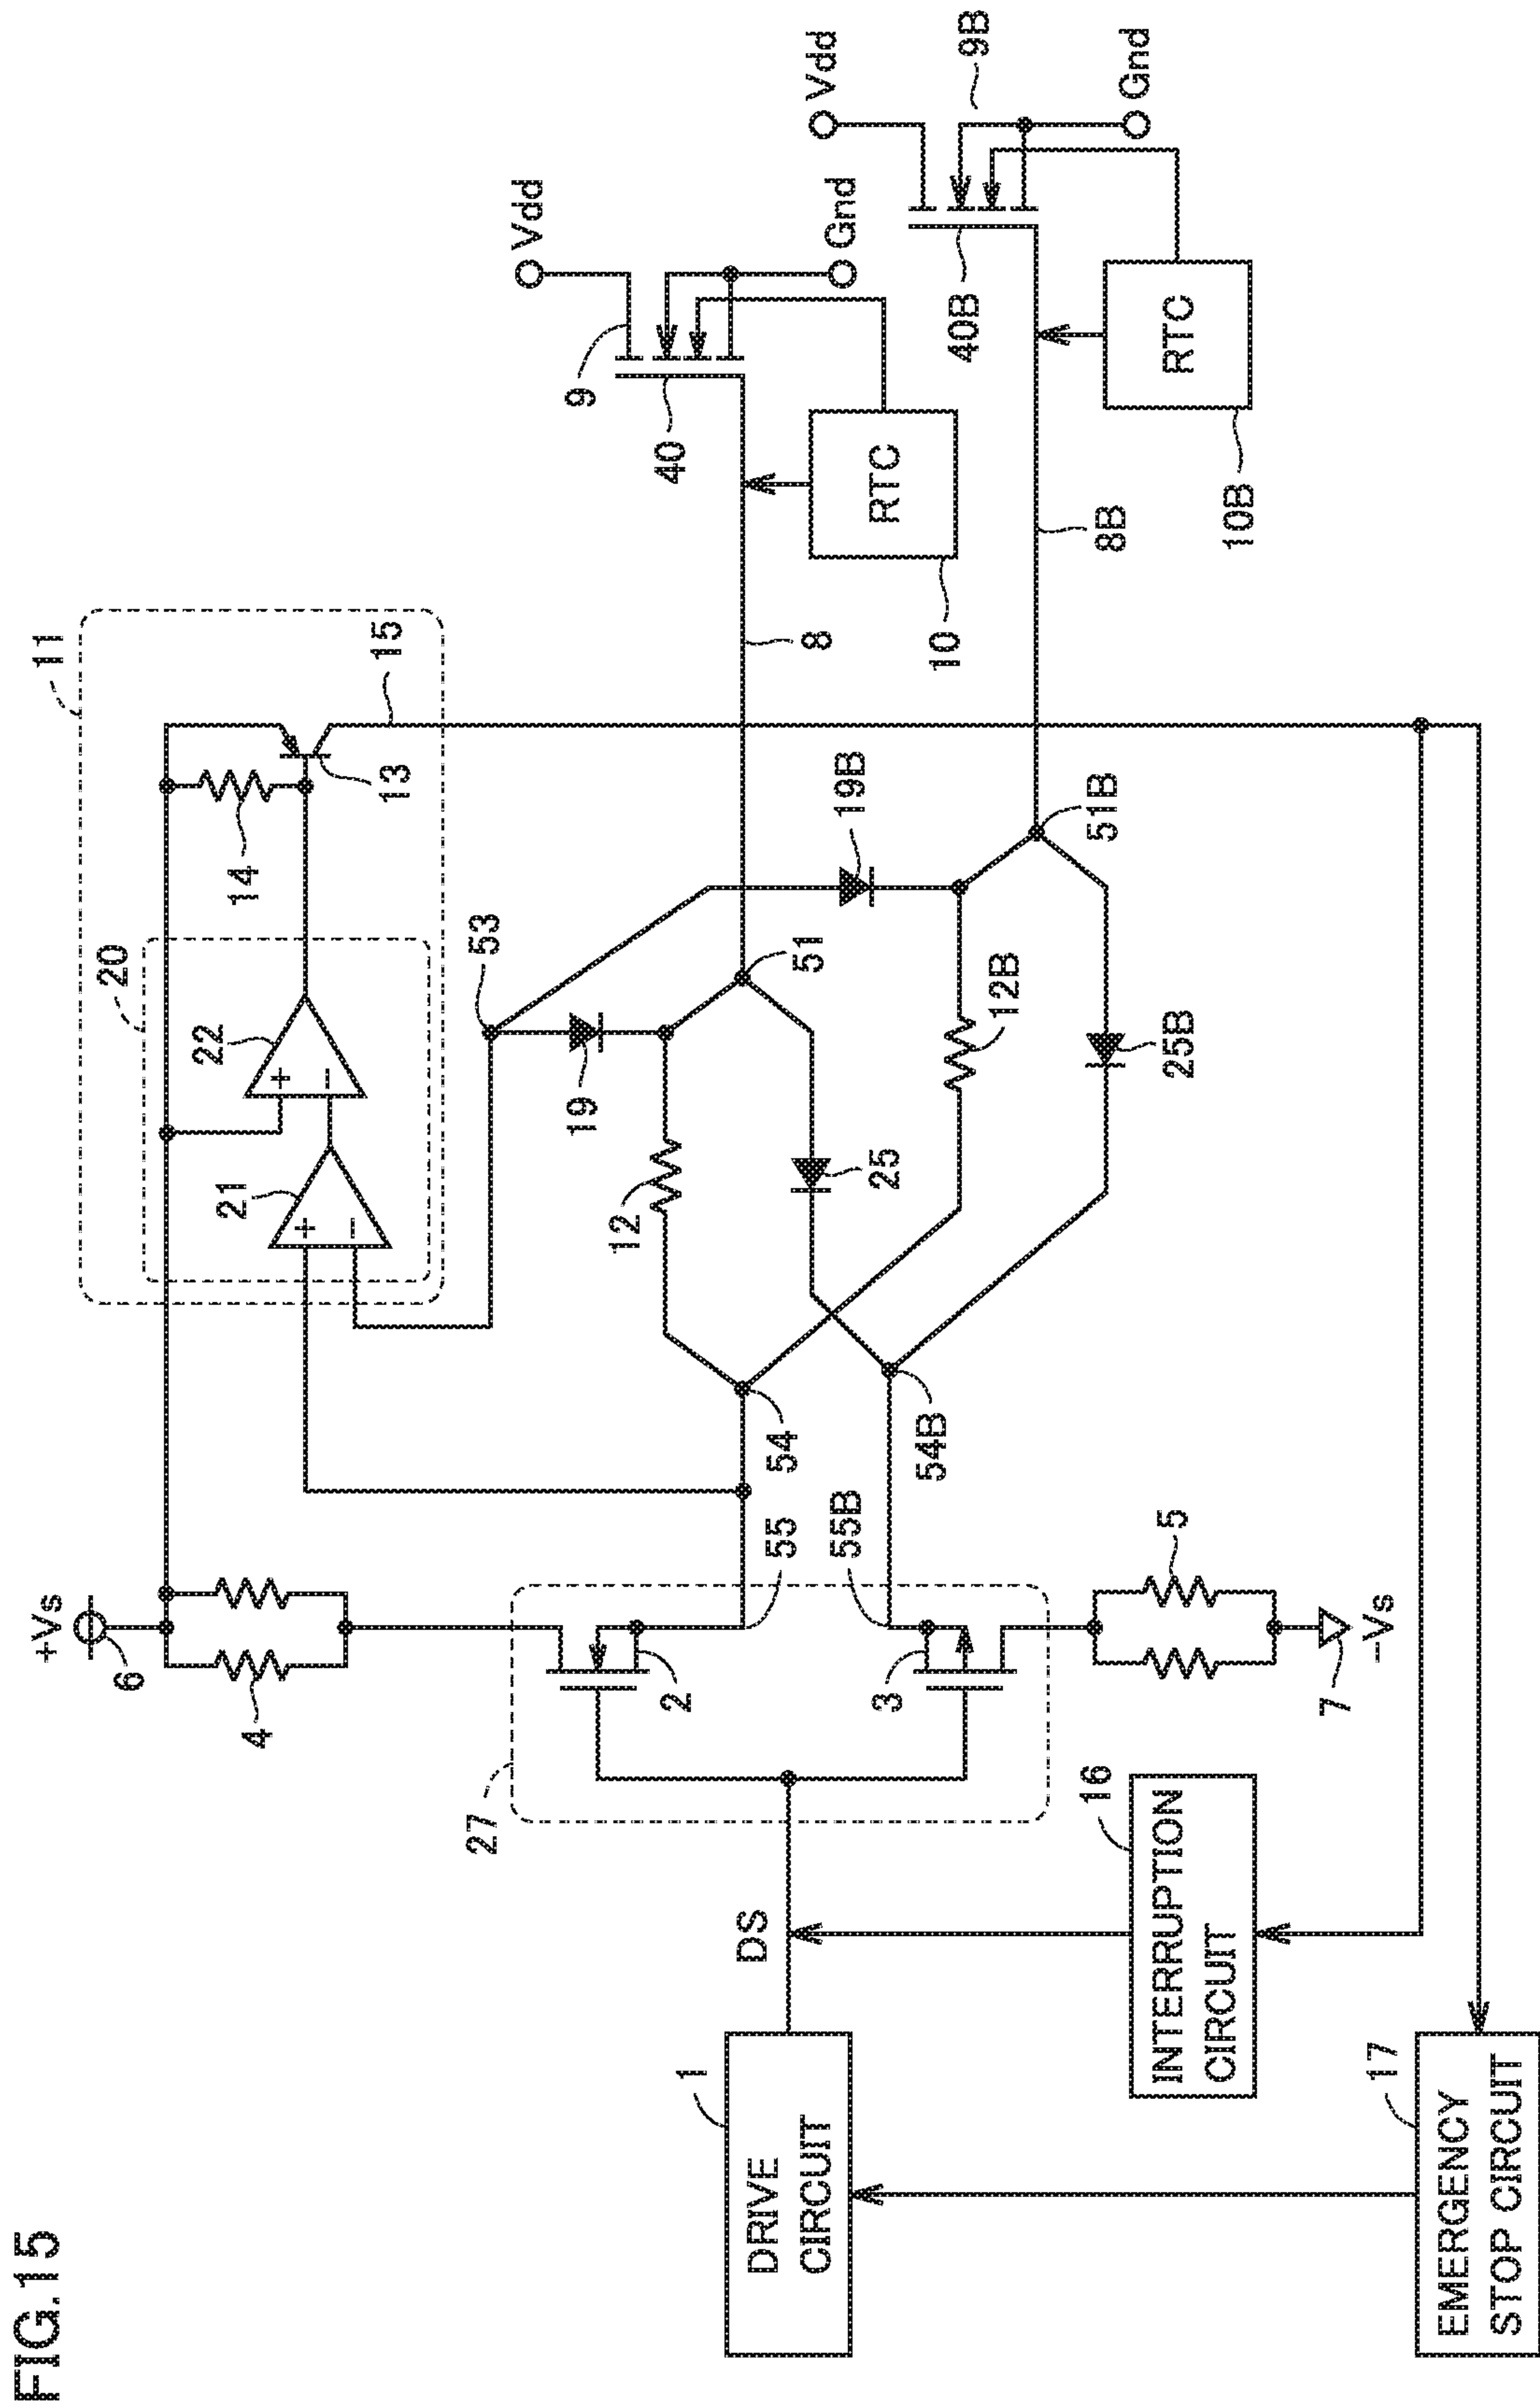 FIG.15
11
20
22
21
+
−
+
−
14
13
15
+Vs
6
4
53
19
12
51
25
19B
12B
51B
25B
54
54B
55
55B
27
2
3
5
7
−Vs
DS
1
DRIVE
CIRCUIT
16
INTERRUPTION
CIRCUIT
17
EMERGENCY
STOP CIRCUIT
8
8B
9
40
Vdd
Gnd
RTC
10
9B
40B
Vdd
Gnd
RTC
10B